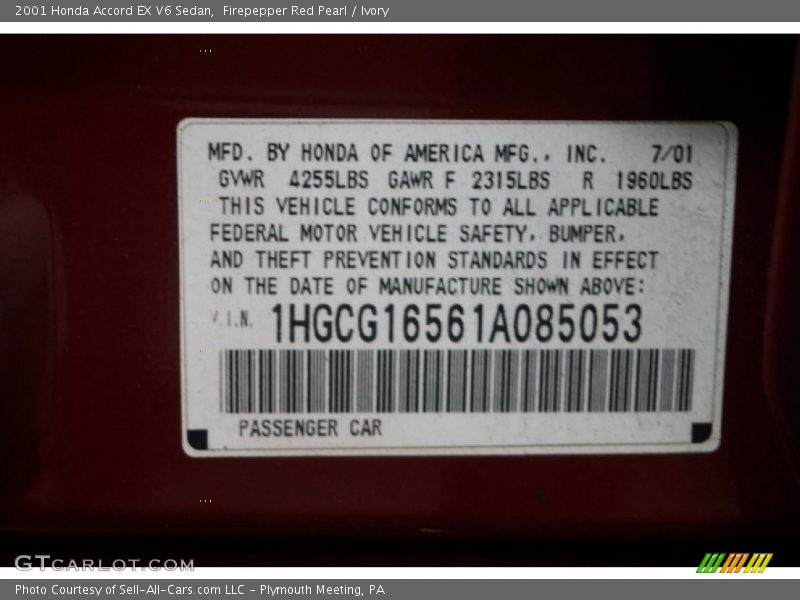 2001 Honda Accord EX V6 Sedan,  Firepepper Red Pearl / Ivory
MFD. BY HONDA OF AMERICA MFG., INC. 7/01
GVWR 4255LBS GAWR F 2315LBS R 1960LBS
THIS VEHICLE CONFORMS TO ALL APPLICABLE
FEDERAL MOTOR VEHICLE SAFETY, BUMPER,
AND THEFT PREVENTION STANDARDS IN EFFECT
ON THE DATE OF MANUFACTURE SHOWN ABOVE:
V.I.N. 1HGCG16561A085053
PASSENGER CAR
GTCARLOT.COM
Photo Courtesy of Sell-All-Cars.com LLC - Plymouth Meeting, PA